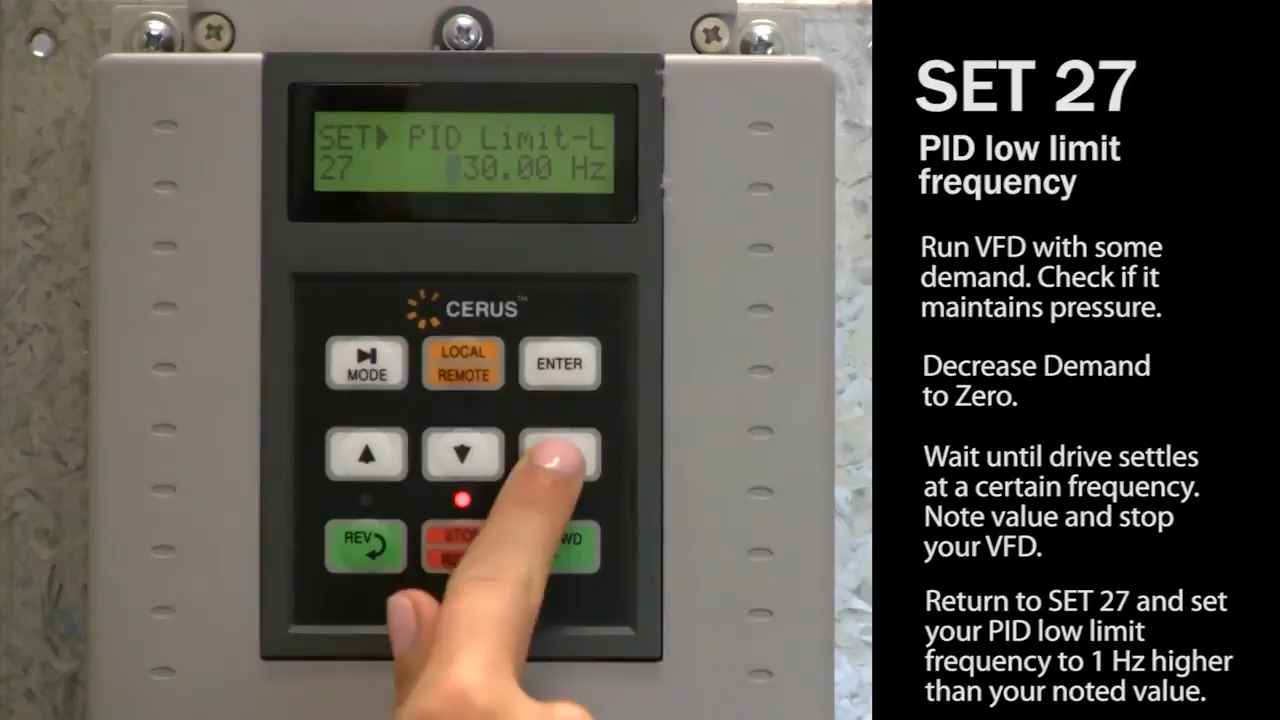 SET▶ PID Limit-L
27 30.00 Hz
CERUS™
MODE
LOCAL
REMOTE
ENTER
REV
SET 27
PID low limit
frequency
Run VFD with some
demand. Check if it
maintains pressure.
Decrease Demand
to Zero.
Wait until drive settles
at a certain frequency.
Note value and stop
your VFD.
Return to SET 27 and set
your PID low limit
frequency to 1 Hz higher
than your noted value.